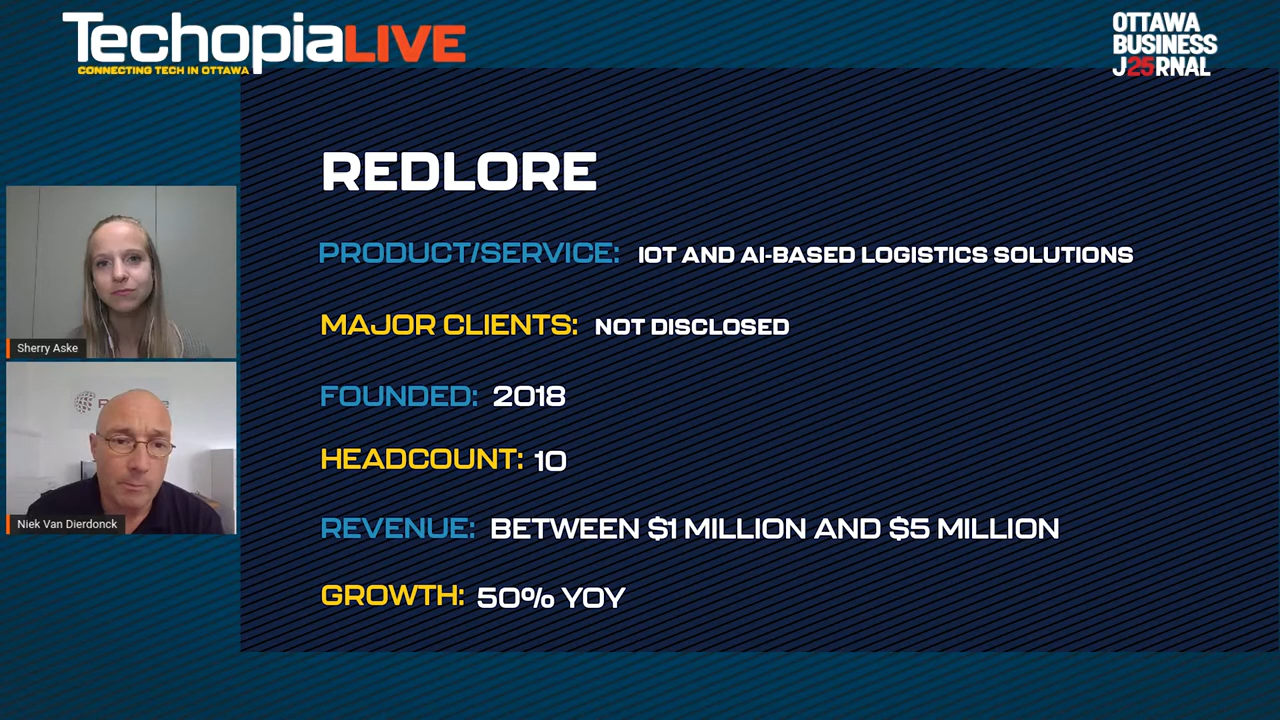 TechopiaLIVE
CONNECTING TECH IN OTTAWA
OTTAWA
BUSINESS
J25RNAL
REDLORE
PRODUCT/SERVICE: IOT AND AI-BASED LOGISTICS SOLUTIONS
MAJOR CLIENTS: NOT DISCLOSED
FOUNDED: 2018
HEADCOUNT: 10
REVENUE: BETWEEN $1 MILLION AND $5 MILLION
GROWTH: 50% YOY
Sherry Aske
Niek Van Dierdonck